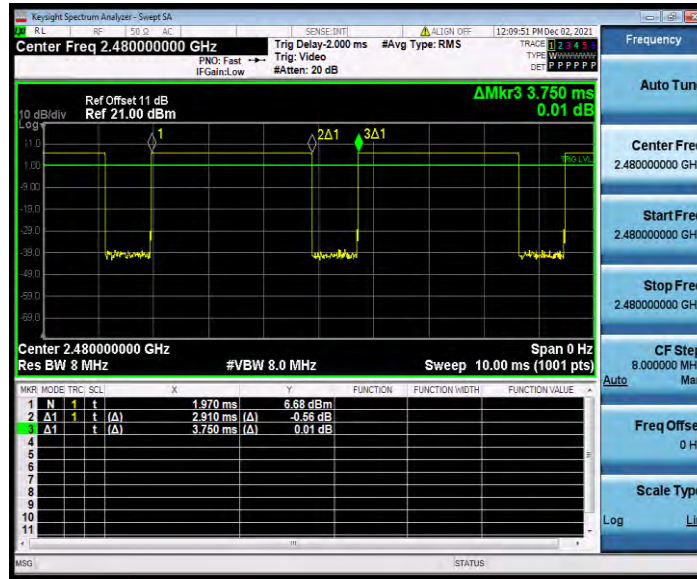 Keysight Spectrum Analyzer - Swept SA
RL RF 50 Ω AC SENSE:INT ALIGN OFF 12:09:51 PM Dec 02, 2021
Center Freq 2.480000000 GHz
PNO: Fast
IFGain:Low
Trig Delay-2.000 ms
Trig: Video
#Atten: 20 dB
#Avg Type: RMS
TRACE 1 2 3 4 5 6
TYPE WWWWWW
DET P P P P P P
ΔMkr3 3.750 ms
0.01 dB
10 dB/div
Log
Ref Offset 11 dB
Ref 21.00 dBm
1
2Δ1
3Δ1
11.0
1.00
TRIG LVL
-9.00
-19.0
-29.0
-39.0
-49.0
-59.0
-69.0
Center 2.480000000 GHz
Span 0 Hz
Res BW 8 MHz
#VBW 8.0 MHz
Sweep 10.00 ms (1001 pts)
MKR MODE TRC SCL X Y FUNCTION FUNCTION WIDTH FUNCTION VALUE
1 N 1 t 1.970 ms 6.68 dBm
2 Δ1 1 t (Δ) 2.910 ms (Δ) -0.56 dB
3 Δ1 t (Δ) 3.750 ms (Δ) 0.01 dB
4
5
6
7
8
9
10
11
MSG
STATUS
Frequency
Auto Tun
Center Fre
2.480000000 GH
Start Fre
2.480000000 GH
Stop Fre
2.480000000 GH
CF Step
8.000000 MH
Auto Ma
Freq Offse
0 H
Scale Type
Log Li